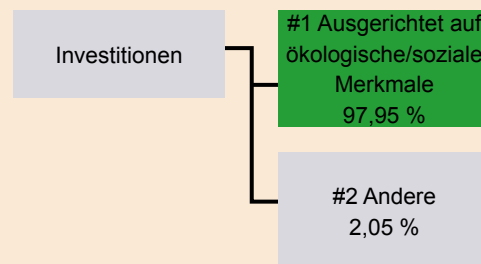 Investitionen
#1 Ausgerichtet auf
ökologische/soziale
Merkmale
97,95 %
#2 Andere
2,05 %